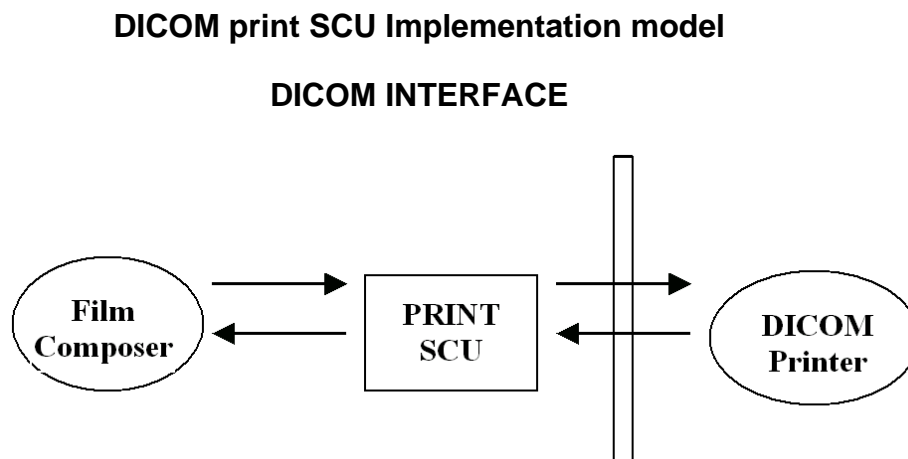 DICOM print SCU Implementation model
DICOM INTERFACE
Film
Composer
PRINT
SCU
DICOM
Printer